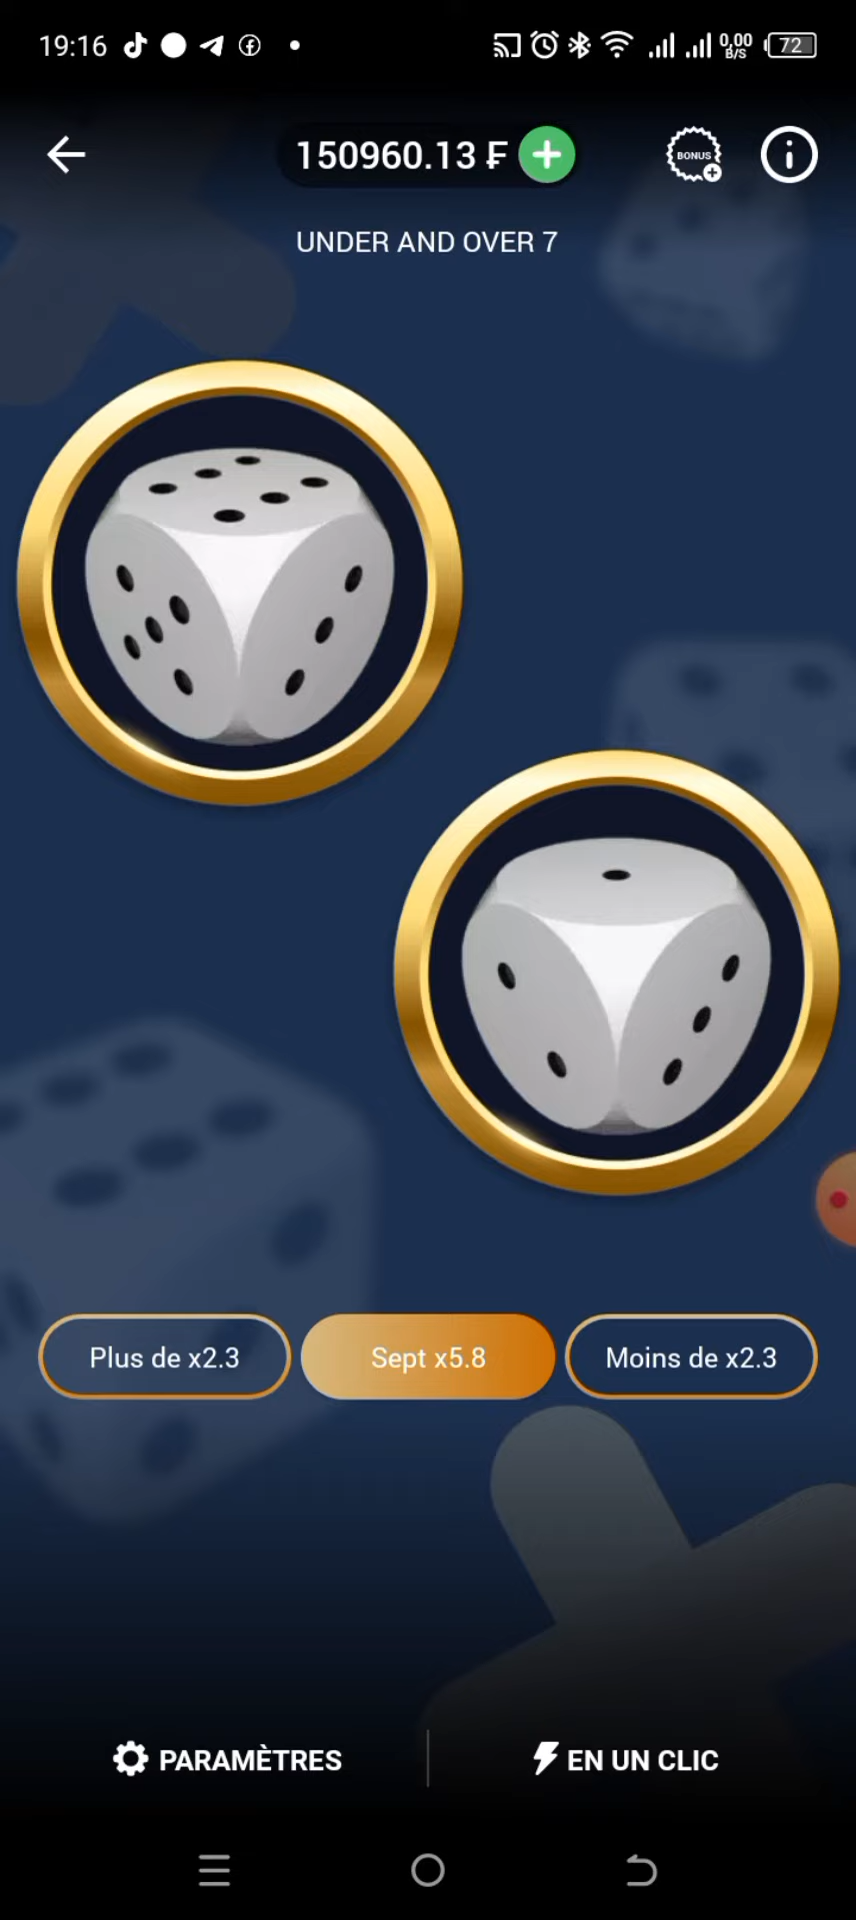 19:16 0,00 B/S 72
150960.13 ₣ BONUS
UNDER AND OVER 7
Plus de x2.3 Sept x5.8 Moins de x2.3
PARAMÈTRES EN UN CLIC